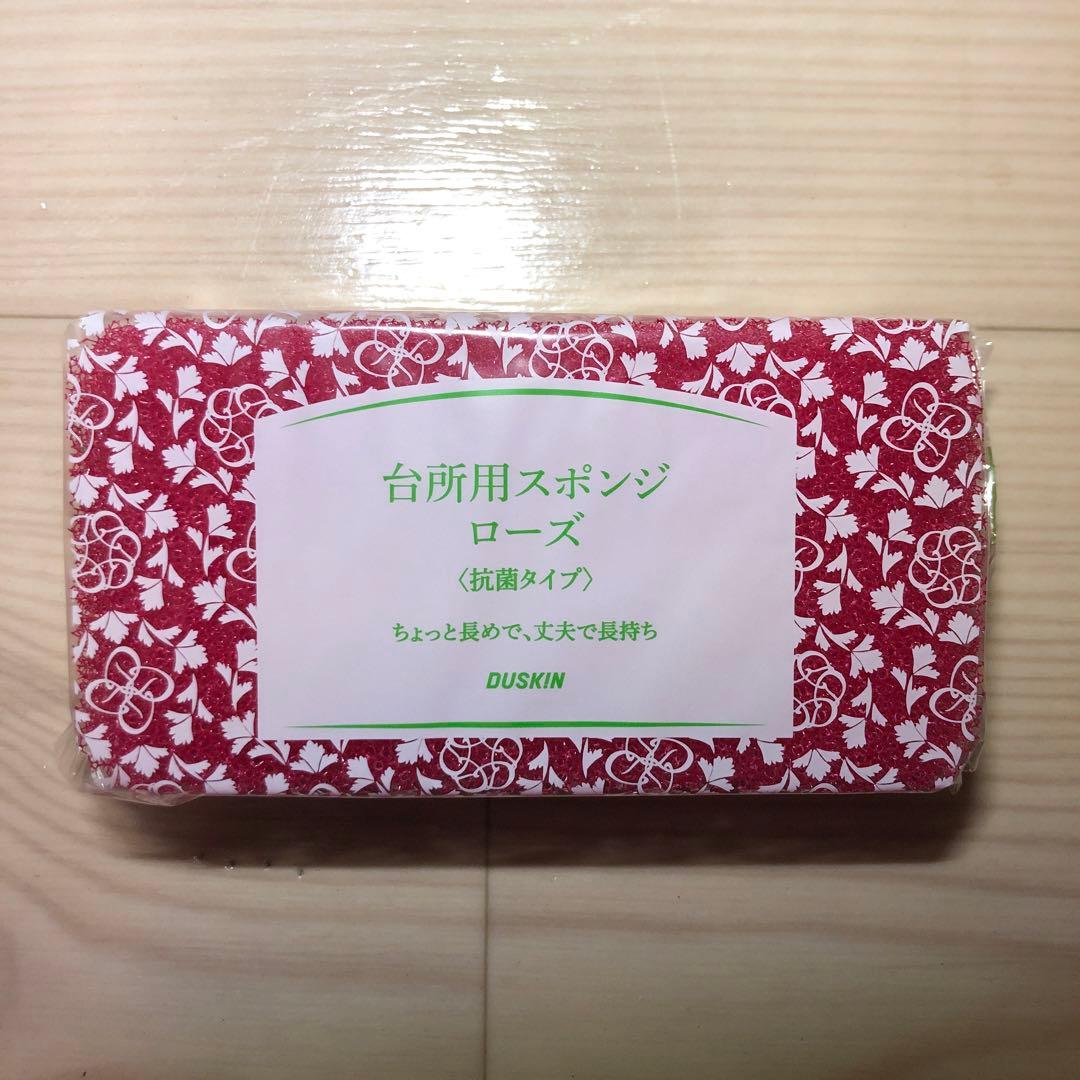 台所用スポンジ
ローズ
〈抗菌タイプ〉
ちょっと長めで、丈夫で長持ち
DUSKIN